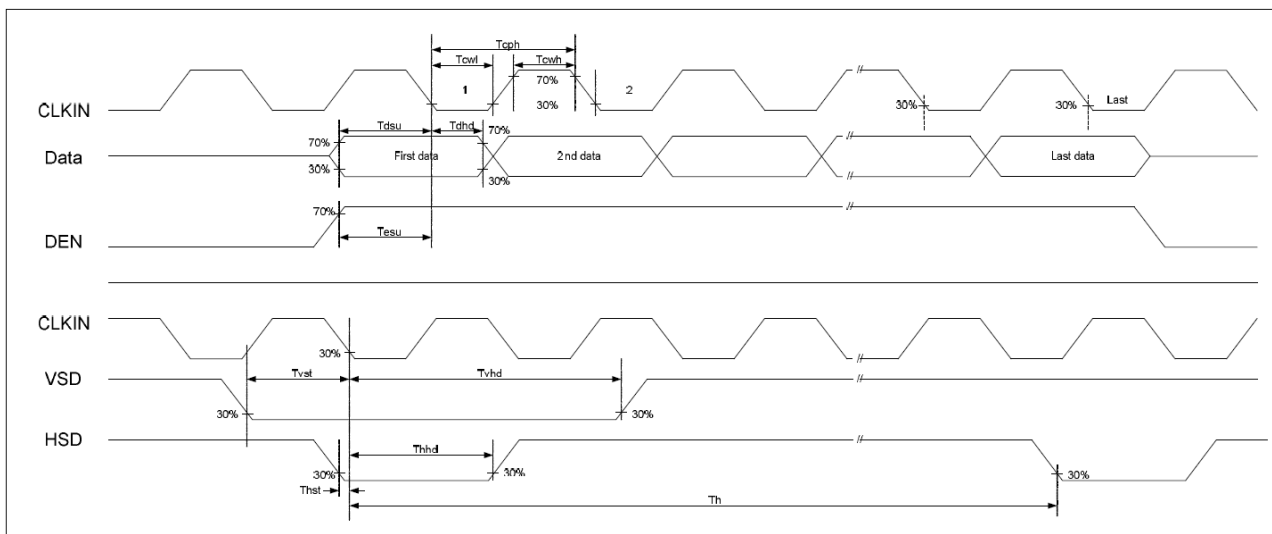 Tcph
Tcwl Tcwh
70%
CLKIN 1 30% 2 30% 30% Last
Tdsu Tdhd
70% 70%
Data First data 2nd data Last data
30% 30%
70%
DEN Tesu
CLKIN
30%
VSD Tvst Tvhd
30% 30%
HSD
Thhd
30% 30% 30%
Thst
Th